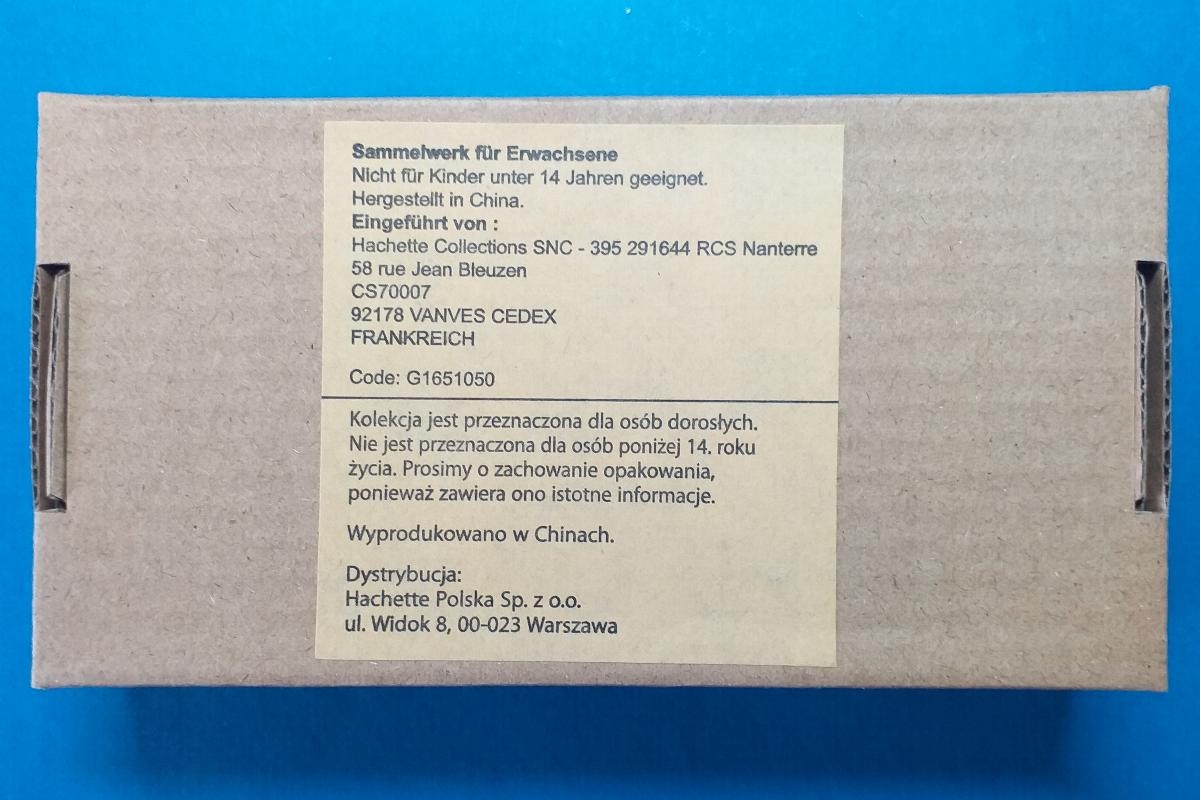 Sammelwerk für Erwachsene
Nicht für Kinder unter 14 Jahren geeignet.
Hergestellt in China.
Eingeführt von :
Hachette Collections SNC - 395 291644 RCS Nanterre
58 rue Jean Bleuzen
CS70007
92178 VANVES CEDEX
FRANKREICH
Code: G1651050
Kolekcja jest przeznaczona dla osób dorosłych.
Nie jest przeznaczona dla osób poniżej 14. roku
życia. Prosimy o zachowanie opakowania,
ponieważ zawiera ono istotne informacje.
Wyprodukowano w Chinach.
Dystrybucja:
Hachette Polska Sp. z o.o.
ul. Widok 8, 00-023 Warszawa